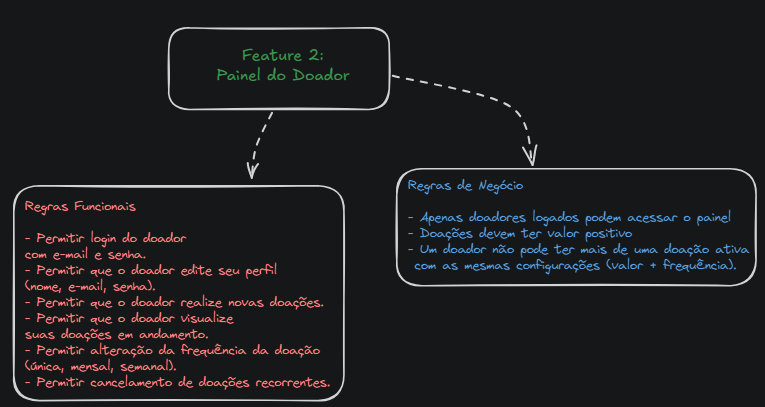 Feature 2:
Painel do Doador
Regras Funcionais
- Permitir login do doador
com e-mail e senha.
- Permitir que o doador edite seu perfil
(nome, e-mail, senha).
- Permitir que o doador realize novas doações.
- Permitir que o doador visualize
suas doações em andamento.
- Permitir alteração da frequência da doação
(única, mensal, semanal).
- Permitir cancelamento de doações recorrentes.
Regras de Negócio
- Apenas doadores logados podem acessar o painel
- Doações devem ter valor positivo
- Um doador não pode ter mais de uma doação ativa
com as mesmas configurações (valor + frequência).